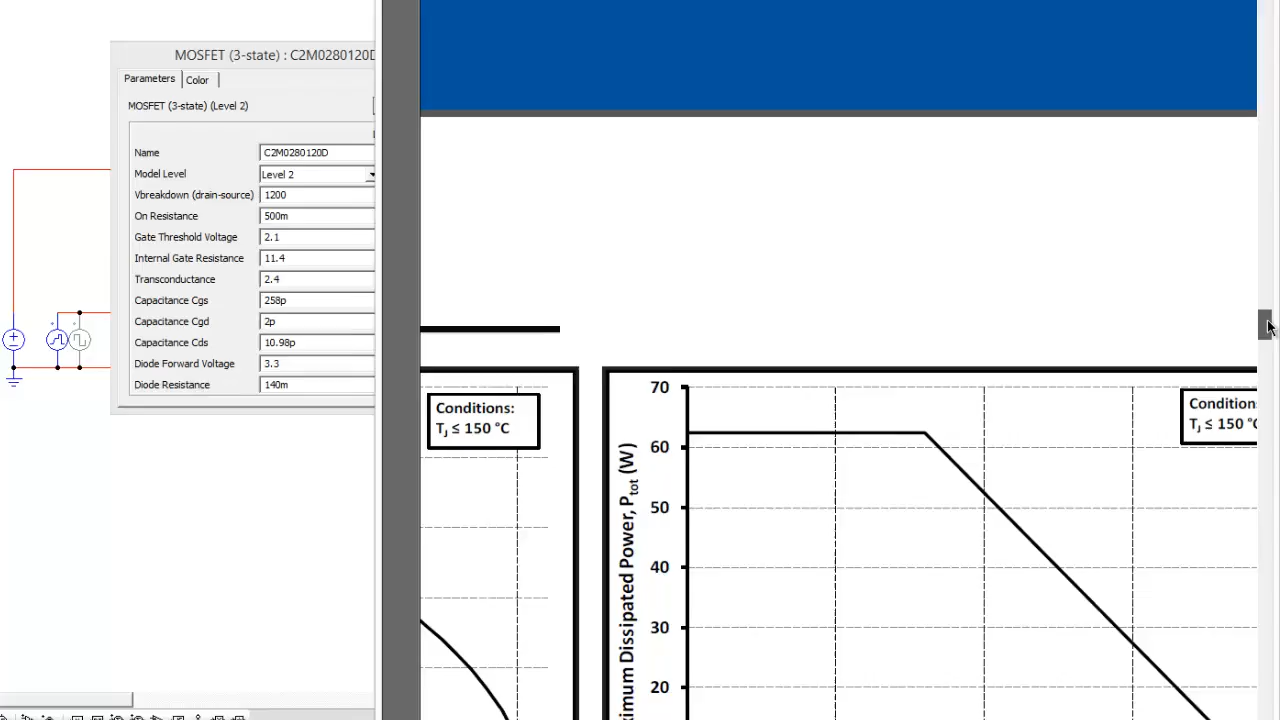 MOSFET (3-state) : C2M0280120D
Parameters
Color
MOSFET (3-state) (Level 2)
Name
C2M0280120D
Model Level
Level 2
Vbreakdown (drain-source)
1200
On Resistance
500m
Gate Threshold Voltage
2.1
Internal Gate Resistance
11.4
Transconductance
2.4
Capacitance Cgs
258p
Capacitance Cgd
2p
Capacitance Cds
10.98p
Diode Forward Voltage
3.3
Diode Resistance
140m
Conditions:
TJ ≤ 150 °C
70
60
50
40
30
20
ximum Dissipated Power, Ptot (W)
Condition
TJ ≤ 150 °C